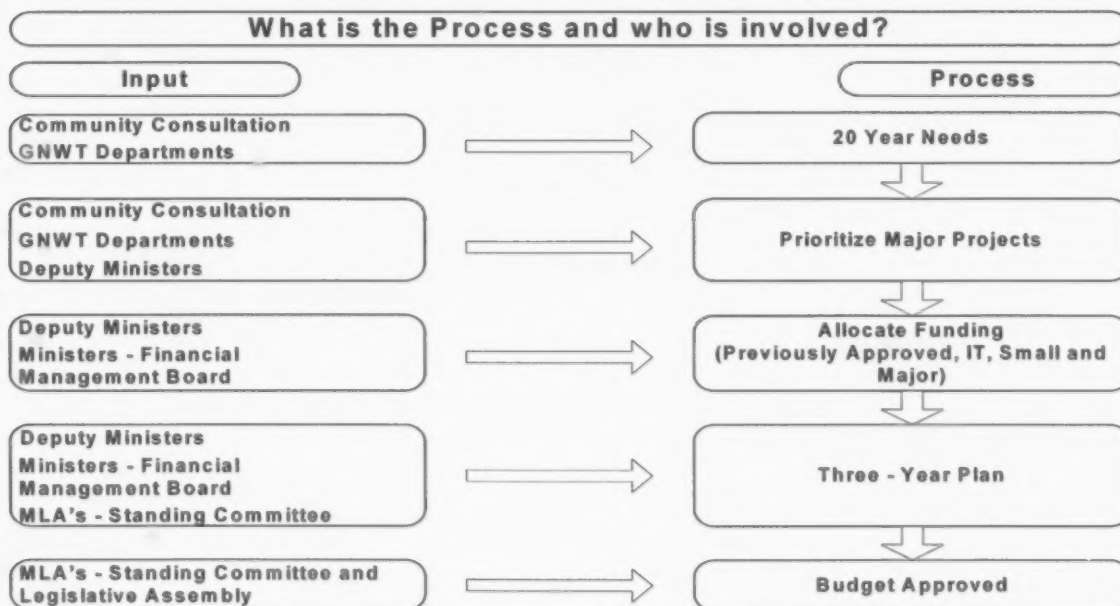 What is the Process and who is involved?
Input
Process
Community Consultation
GNWT Departments
20 Year Needs
Community Consultation
GNWT Departments
Deputy Ministers
Prioritize Major Projects
Deputy Ministers
Ministers - Financial
Management Board
Allocate Funding
(Previously Approved, IT, Small and
Major)
Deputy Ministers
Ministers - Financial
Management Board
MLA's - Standing Committee
Three - Year Plan
MLA's - Standing Committee and
Legislative Assembly
Budget Approved